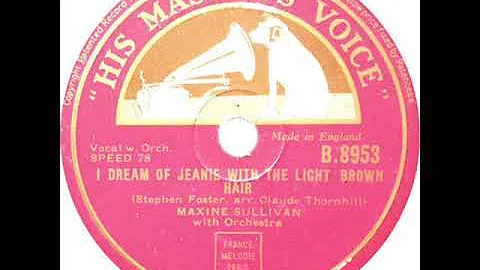 "HIS MASTER'S VOICE"
Copyright
Made in England
Vocal w. Orch.
SPEED 78
B.8953
I DREAM OF JEANIE WITH THE LIGHT BROWN
HAIR
(Stephen Foster, arr. Claude Thornhill)
MAXINE SULLIVAN
with Orchestra
FRANCE
MELODIE
PARIS